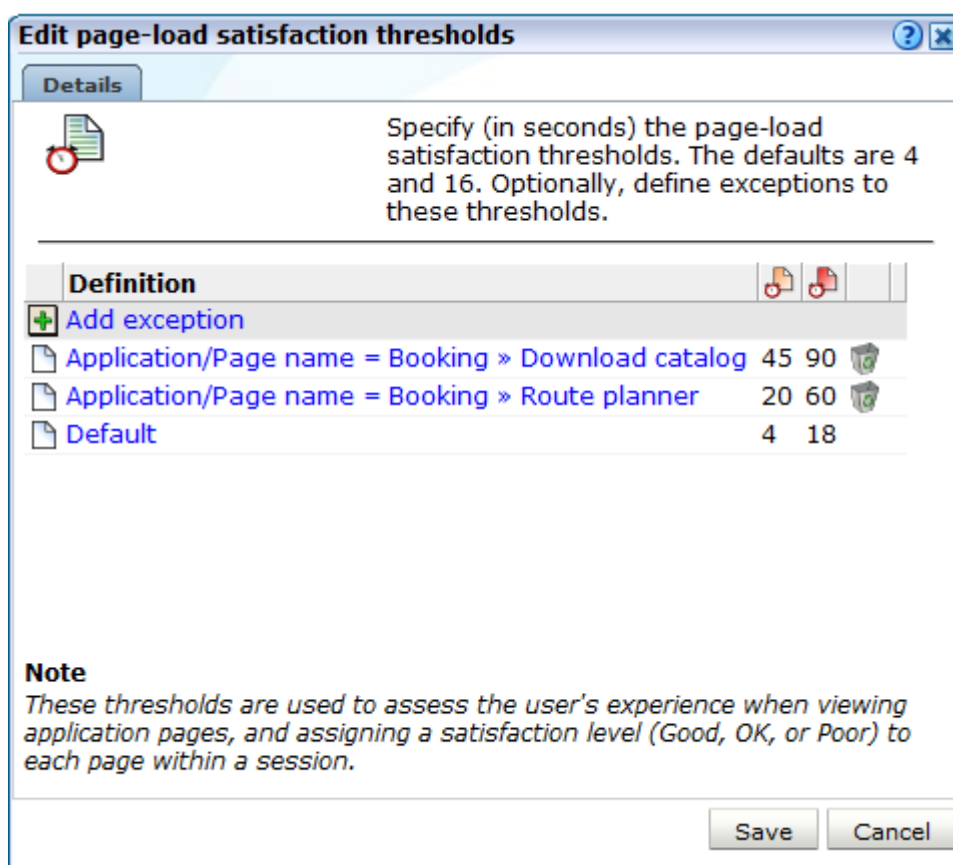 Edit page-load satisfaction thresholds
Details
Specify (in seconds) the page-load
satisfaction thresholds. The defaults are 4
and 16. Optionally, define exceptions to
these thresholds.
Definition
Add exception
Application/Page name = Booking » Download catalog 45 90
Application/Page name = Booking » Route planner 20 60
Default 4 18
Note
These thresholds are used to assess the user's experience when viewing
application pages, and assigning a satisfaction level (Good, OK, or Poor) to
each page within a session.
Save Cancel